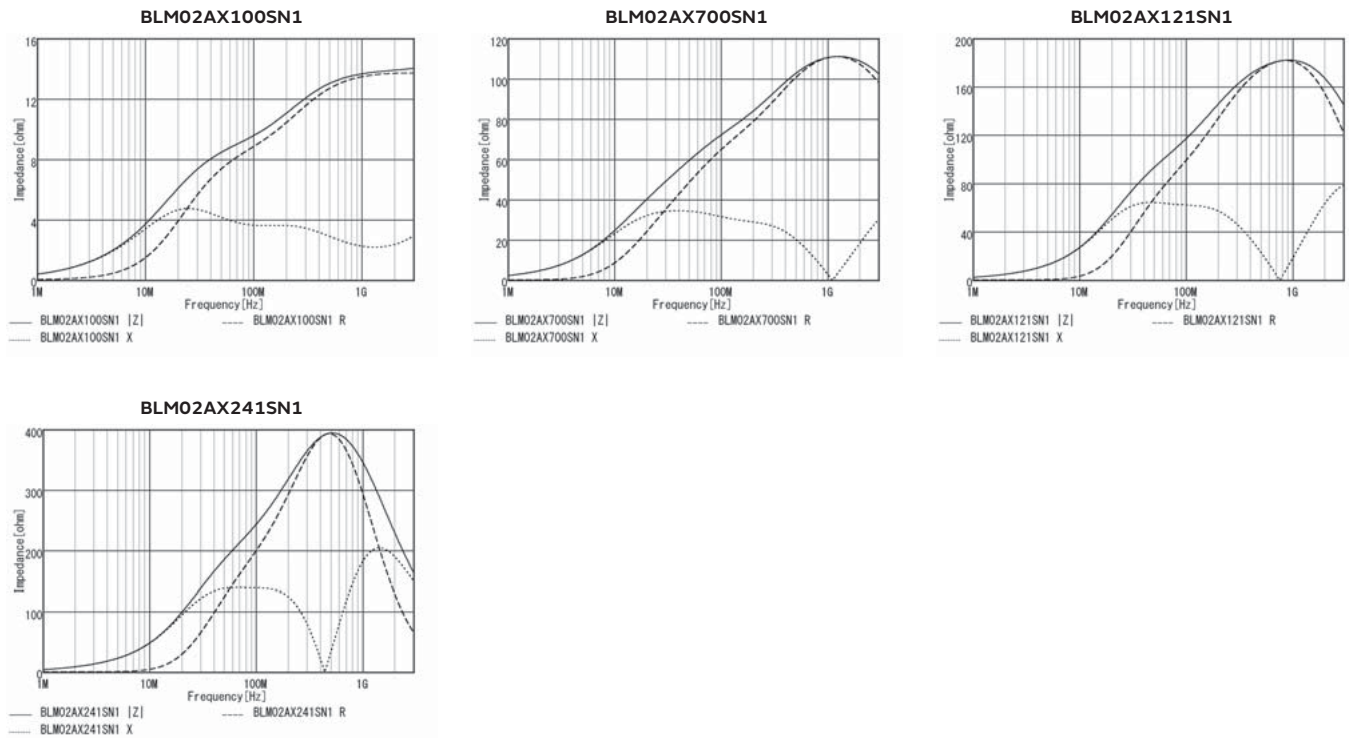 BLM02AX100SN1
16
12
8
4
0
Impedance[ohm]
1M 10M 100M 1G
Frequency[Hz]
BLM02AX100SN1 |Z| BLM02AX100SN1 R
BLM02AX100SN1 X
BLM02AX700SN1
120
100
80
60
40
20
0
Impedance[ohm]
1M 10M 100M 1G
Frequency[Hz]
BLM02AX700SN1 |Z| BLM02AX700SN1 R
BLM02AX700SN1 X
BLM02AX121SN1
200
160
120
80
40
0
Impedance[ohm]
1M 10M 100M 1G
Frequency[Hz]
BLM02AX121SN1 |Z| BLM02AX121SN1 R
BLM02AX121SN1 X
BLM02AX241SN1
400
300
200
100
0
Impedance[ohm]
1M 10M 100M 1G
Frequency[Hz]
BLM02AX241SN1 |Z| BLM02AX241SN1 R
BLM02AX241SN1 X